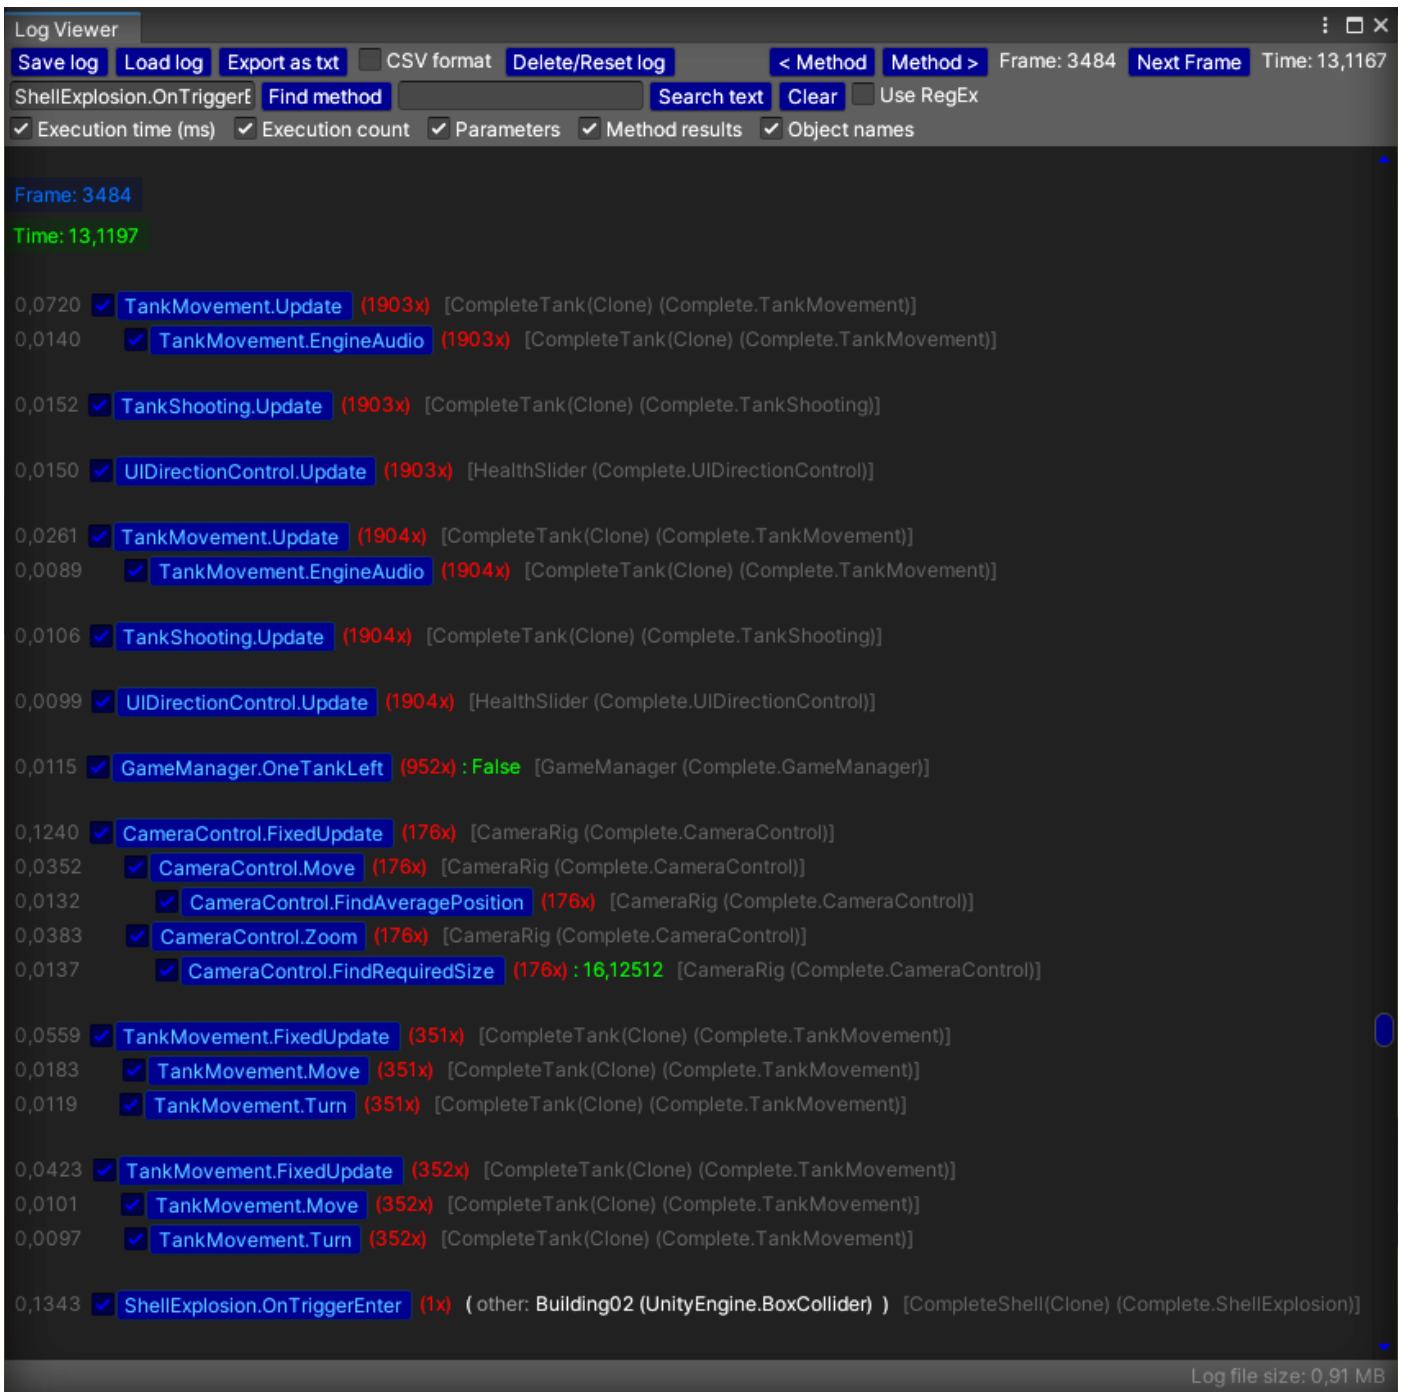 Log Viewer
Save log Load log Export as txt CSV format Delete/Reset log < Method Method > Frame: 3484 Next Frame Time: 13,1167
ShellExplosion.OnTriggerE Find method Search text Clear Use RegEx
Execution time (ms) Execution count Parameters Method results Object names
Frame: 3484
Time: 13,1197
0,0720 TankMovement.Update (1903x) [CompleteTank(Clone) (Complete.TankMovement)]
0,0140 TankMovement.EngineAudio (1903x) [CompleteTank(Clone) (Complete.TankMovement)]
0,0152 TankShooting.Update (1903x) [CompleteTank(Clone) (Complete.TankShooting)]
0,0150 UIDirectionControl.Update (1903x) [HealthSlider (Complete.UIDirectionControl)]
0,0261 TankMovement.Update (1904x) [CompleteTank(Clone) (Complete.TankMovement)]
0,0089 TankMovement.EngineAudio (1904x) [CompleteTank(Clone) (Complete.TankMovement)]
0,0106 TankShooting.Update (1904x) [CompleteTank(Clone) (Complete.TankShooting)]
0,0099 UIDirectionControl.Update (1904x) [HealthSlider (Complete.UIDirectionControl)]
0,0115 GameManager.OneTankLeft (952x) : False [GameManager (Complete.GameManager)]
0,1240 CameraControl.FixedUpdate (176x) [CameraRig (Complete.CameraControl)]
0,0352 CameraControl.Move (176x) [CameraRig (Complete.CameraControl)]
0,0132 CameraControl.FindAveragePosition (176x) [CameraRig (Complete.CameraControl)]
0,0383 CameraControl.Zoom (176x) [CameraRig (Complete.CameraControl)]
0,0137 CameraControl.FindRequiredSize (176x) : 16,12512 [CameraRig (Complete.CameraControl)]
0,0559 TankMovement.FixedUpdate (351x) [CompleteTank(Clone) (Complete.TankMovement)]
0,0183 TankMovement.Move (351x) [CompleteTank(Clone) (Complete.TankMovement)]
0,0119 TankMovement.Turn (351x) [CompleteTank(Clone) (Complete.TankMovement)]
0,0423 TankMovement.FixedUpdate (352x) [CompleteTank(Clone) (Complete.TankMovement)]
0,0101 TankMovement.Move (352x) [CompleteTank(Clone) (Complete.TankMovement)]
0,0097 TankMovement.Turn (352x) [CompleteTank(Clone) (Complete.TankMovement)]
0,1343 ShellExplosion.OnTriggerEnter (1x) ( other: Building02 (UnityEngine.BoxCollider) ) [CompleteShell(Clone) (Complete.ShellExplosion)]
Log file size: 0,91 MB